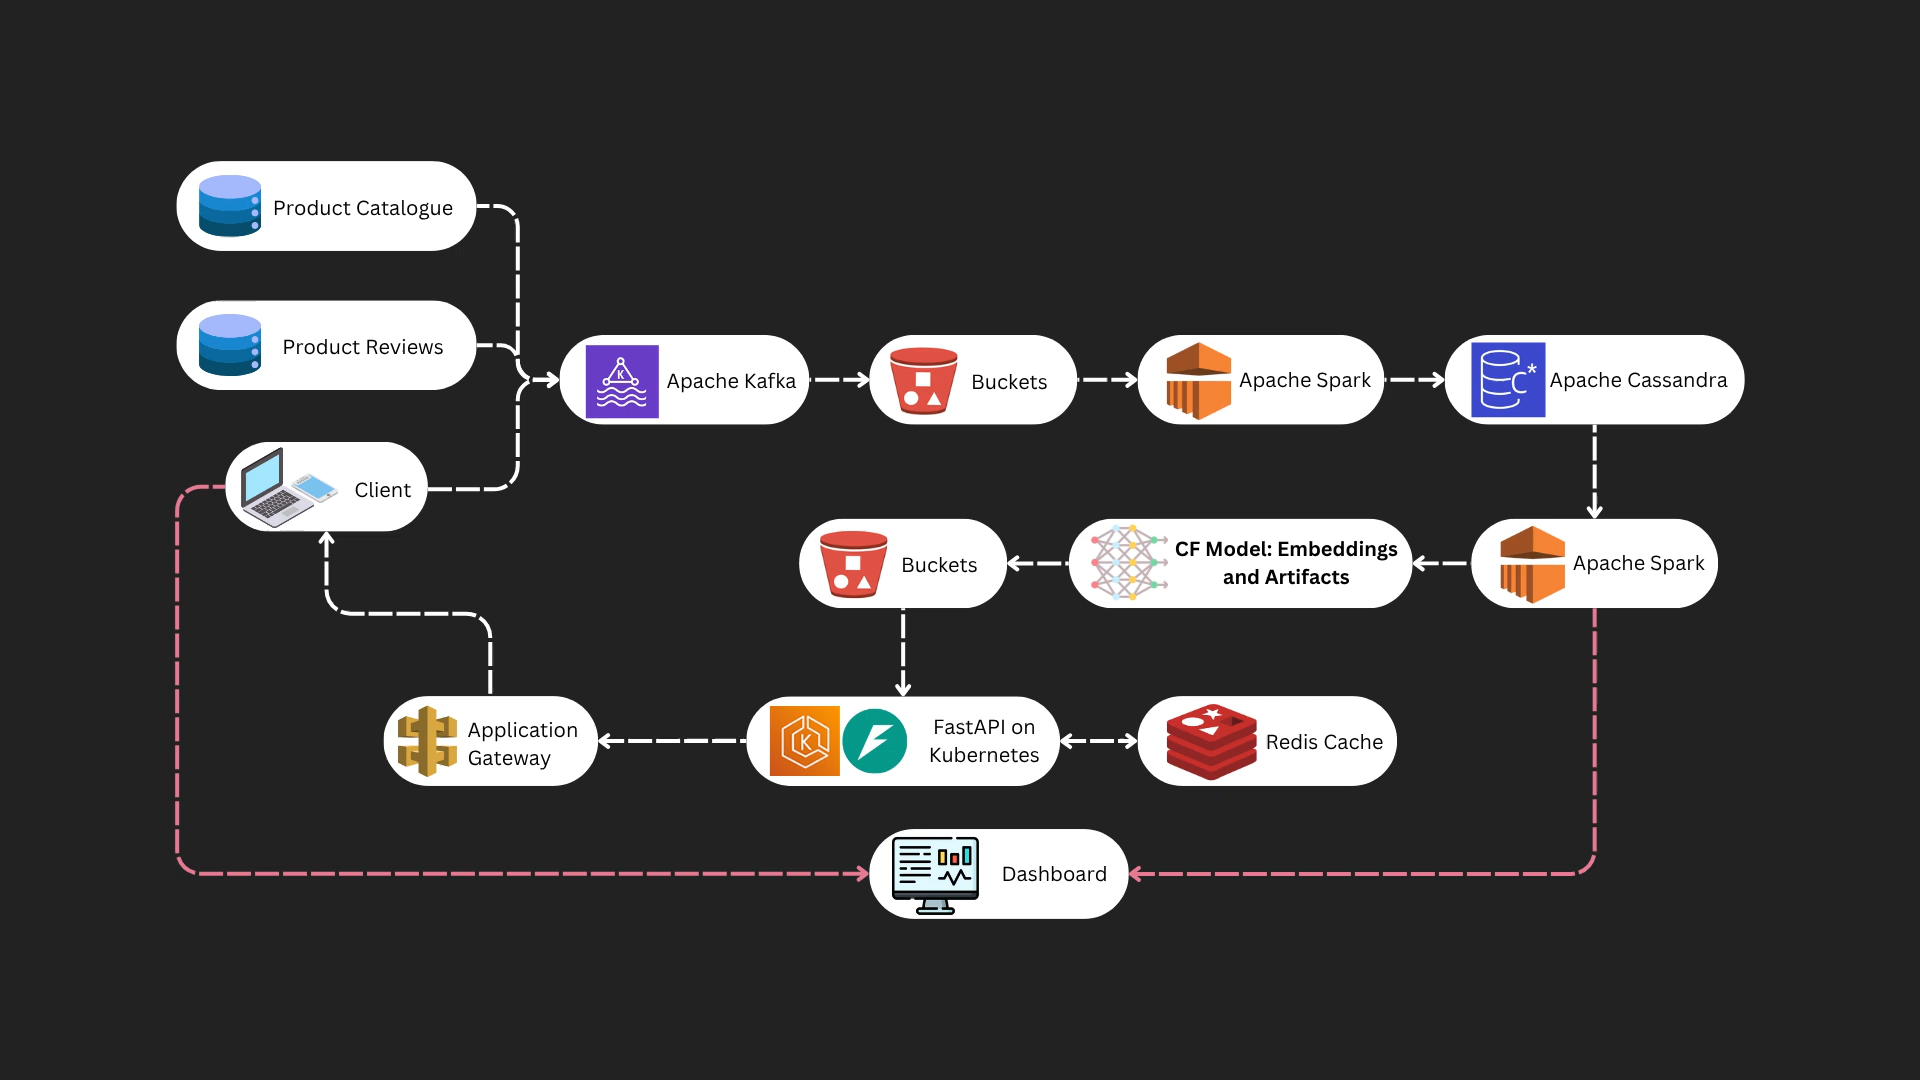 Product Catalogue
Product Reviews
Client
K
Apache Kafka
Buckets
Apache Spark
C*
Apache Cassandra
Buckets
CF Model: Embeddings
and Artifacts
Apache Spark
Application
Gateway
K
FastAPI on
Kubernetes
Redis Cache
Dashboard